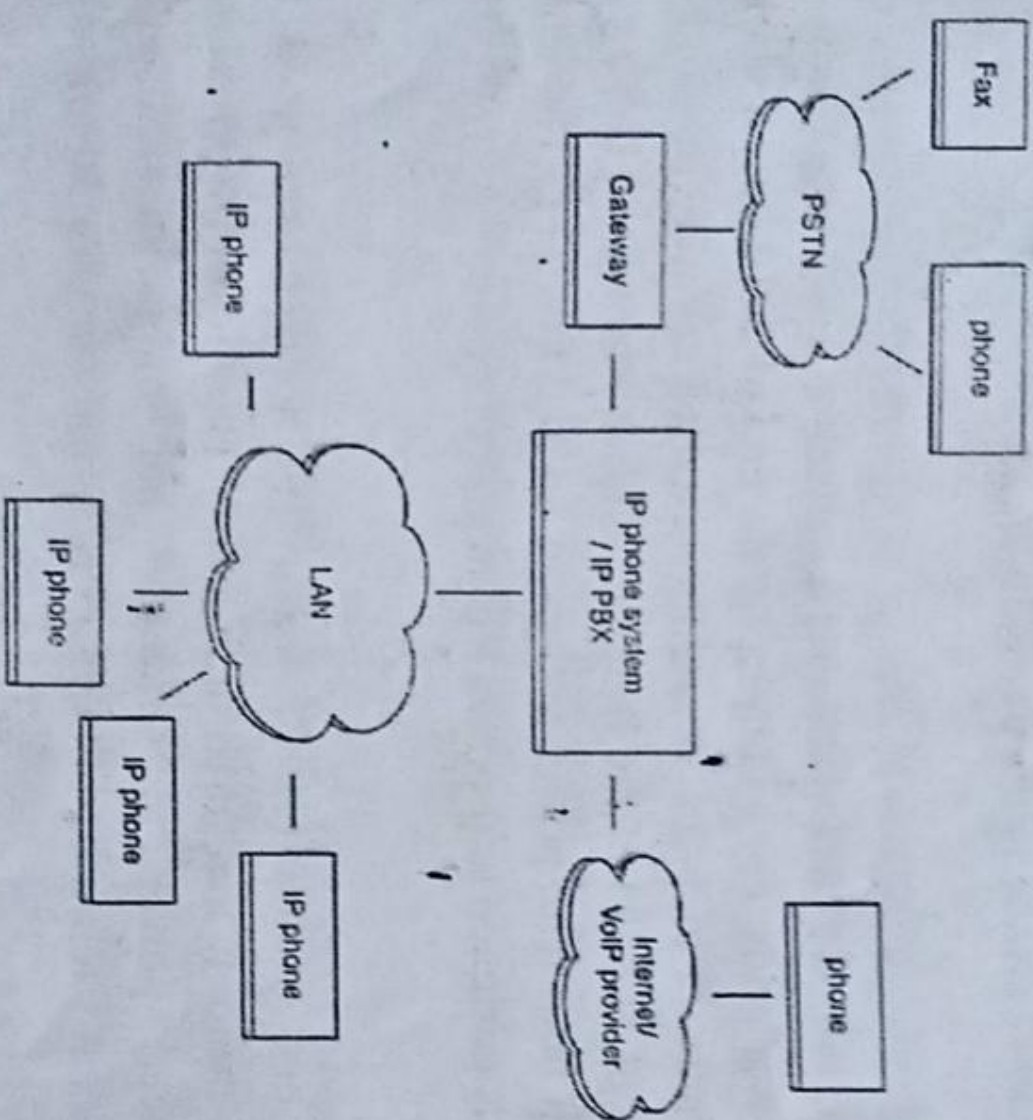 Fax
phone
PSTN
Gateway
IP phone system
/ IP PBX
phone
Internet/
VoIP provider
LAN
IP phone
IP phone
IP phone
IP phone